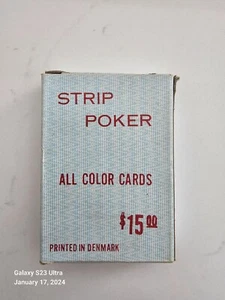 STRIP
POKER
ALL COLOR CARDS
$15.00
PRINTED IN DENMARK
Galaxy S23 Ultra
January 17, 2024